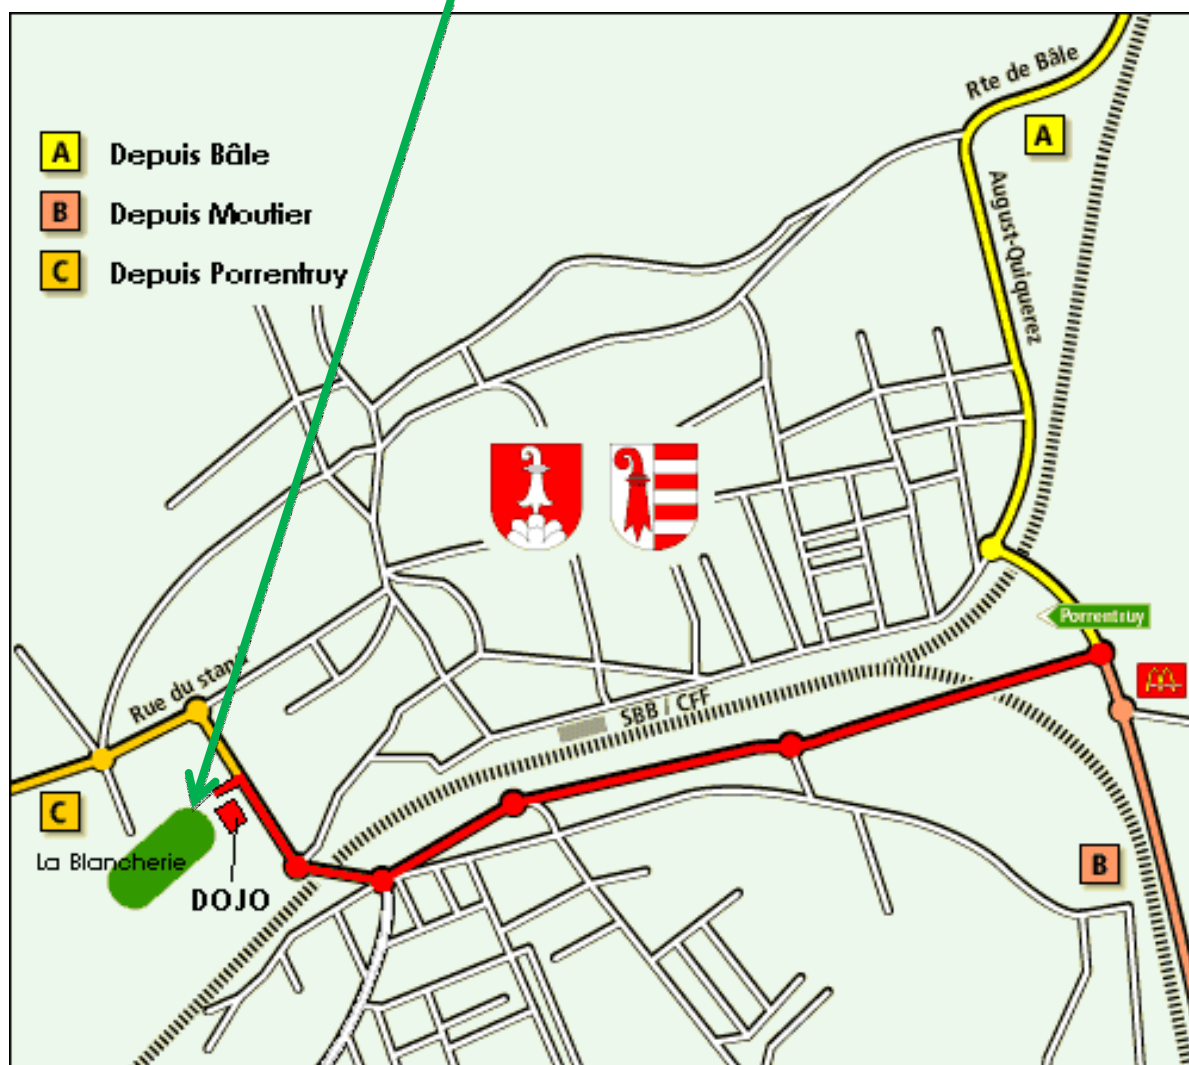 A Depuis Bâle
B Depuis Moutier
C Depuis Porrentruy
Rte de Bâle
A
August-Quiquerez
Porrentruy
SBB / CFF
Rue du stand
C
La Blancherie
DOJO
B